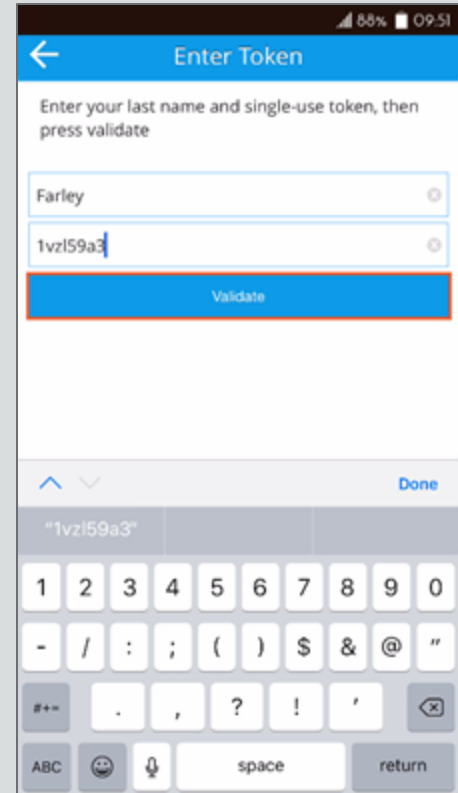 88% 09:51
Enter Token
Enter your last name and single-use token, then
press validate
Farley
1vzl59a3
Validate
Done
"1vzl59a3"
1 2 3 4 5 6 7 8 9 0
- / : ; ( ) $ & @ "
#+= . , ? ! '
ABC space return